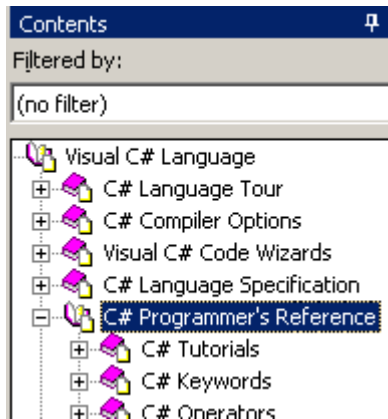 Contents
Filtered by:
(no filter)
Visual C# Language
C# Language Tour
C# Compiler Options
Visual C# Code Wizards
C# Language Specification
C# Programmer's Reference
C# Tutorials
C# Keywords
C# Operators